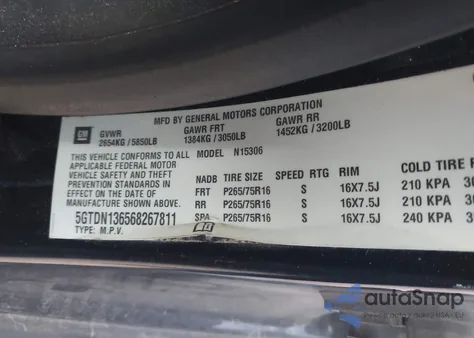 MFD BY GENERAL MOTORS CORPORATION
GM
GVWR GAWR FRT GAWR RR
2654KG/5850LB 1384KG/3050LB 1452KG/3200LB
THIS VEHICLE CONFORMS TO ALL MODEL N15306
APPLICABLE FEDERAL MOTOR
VEHICLE SAFETY AND THEFT
PREVENTION STANDARDS IN
EFFECT ON THE DATE OF
MANUFACTURE SHOWN ABOVE.
5GTDN136568267811
TYPE: M.P.V.
TIRE SIZE SPEED RTG RIM COLD TIRE
FRT P265/75R16 S 16X7.5J 210 KPA
RR P265/75R16 S 16X7.5J 210 KPA
SPA P265/75R16 S 16X7.5J 240 KPA
autoSnap